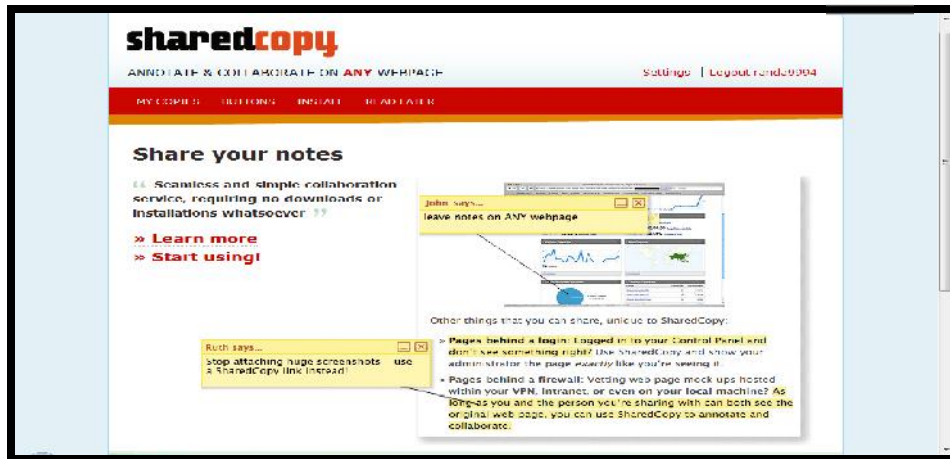 sharedcopy
ANNOTATE & COLLABORATE ON ANY WEBPAGE
Settings | Logout randa9994
MY COPIES BUTTONS INSTALL READ LATER
Share your notes
“ Seamless and simple collaboration
service, requiring no downloads or
installations whatsoever ”
» Learn more
» Start using!
John says...
leave notes on ANY webpage
Other things that you can share, unique to SharedCopy:
» Pages behind a login: Logged in to your Control Panel and
don't see something right? Use SharedCopy and show your
administrator the page exactly like you're seeing it.
Ruth says...
Stop attaching huge screenshots use
a SharedCopy link instead!
» Pages behind a firewall: Vetting web page mock ups hosted
within your VPN, Intranet, or even on your local machine? As
long as you and the person you're sharing with can both see the
original web page, you can use SharedCopy to annotate and
collaborate.